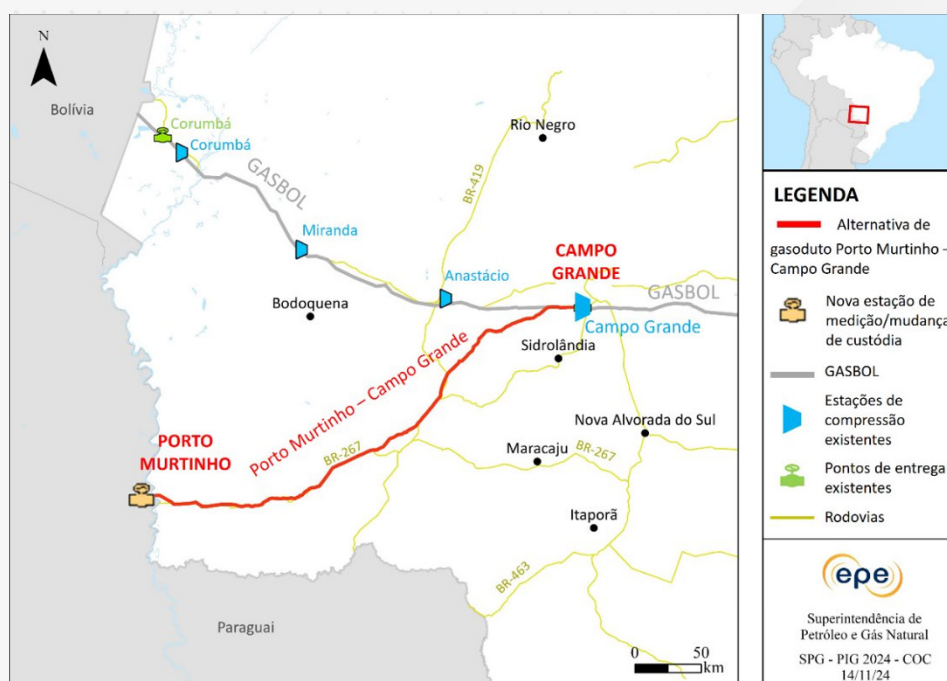 N
Bolívia
Corumbá
Corumbá
GASBOL
Rio Negro
BR-419
Miranda
Anastácio
CAMPO
GRANDE
GASBOL
Campo Grande
Bodoquena
Sidrolândia
Porto Murtinho – Campo Grande
Nova Alvorada do Sul
PORTO
MURTINHO
BR-267
Maracaju
BR-267
Itaporã
BR-463
Paraguai
0 50
km
LEGENDA
Alternativa de
gasoduto Porto Murtinho –
Campo Grande
Nova estação de
medição/mudança
de custódia
GASBOL
Estações de
compressão
existentes
Pontos de entrega
existentes
Rodovias
epe
Superintendência de
Petróleo e Gás Natural
SPG - PIG 2024 - COC
14/11/24